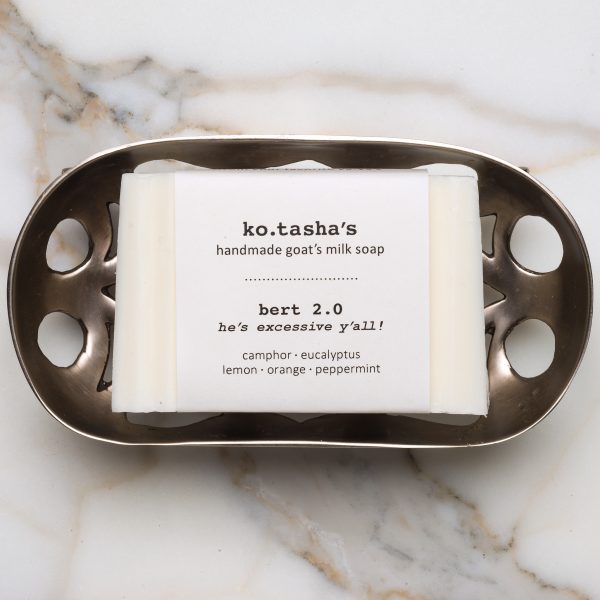 ko.tasha's
handmade goat's milk soap
bert 2.0
he's excessive y'all!
camphor · eucalyptus
lemon · orange · peppermint